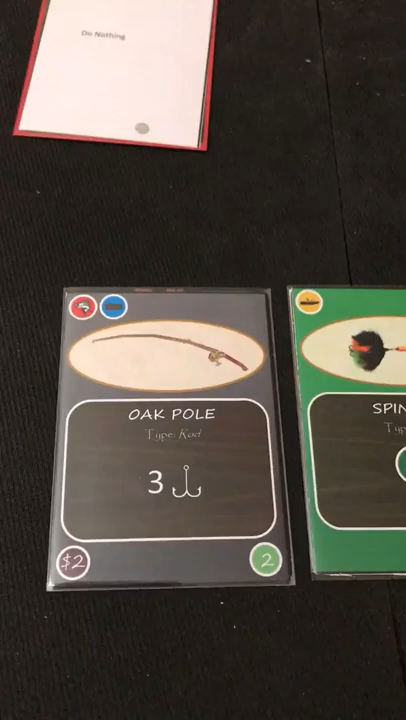 Do Nothing
OAK POLE
Type: Rod
3
$2
2
SPIN
Typ